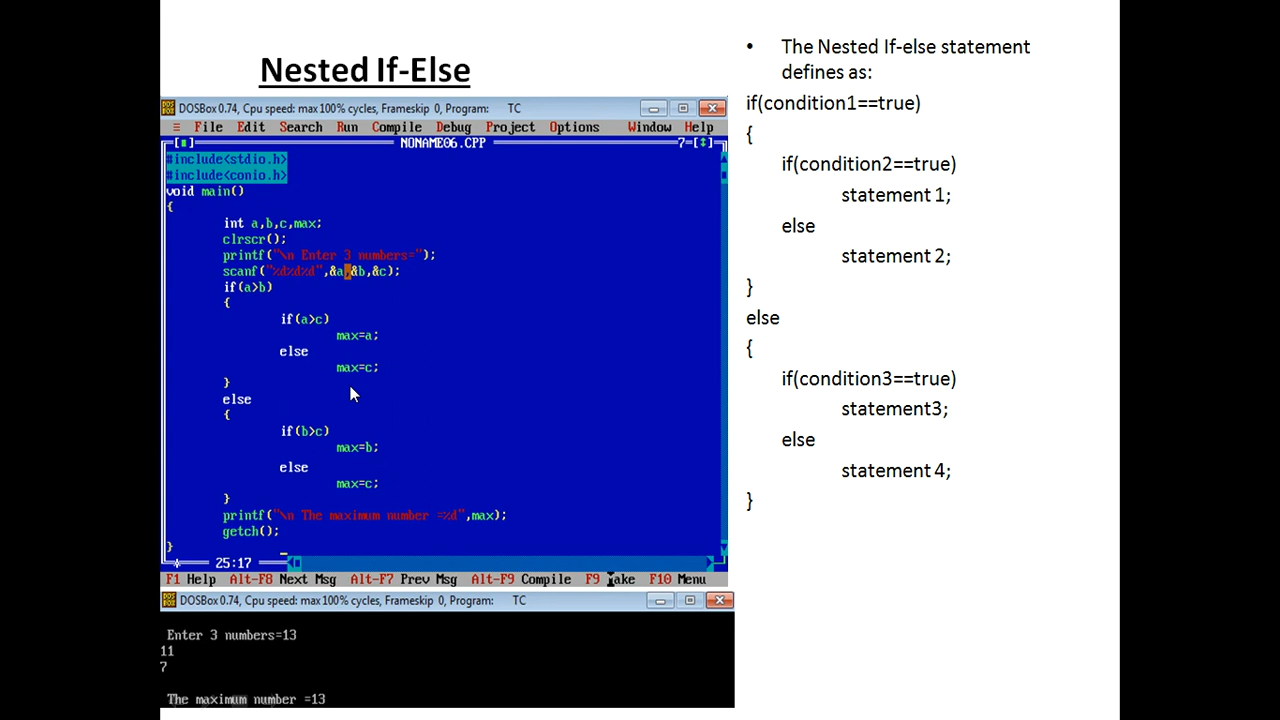 Nested If-Else
DOSBox 0.74, Cpu speed: max 100% cycles, Frameskip 0, Program: TC
≡ File Edit Search Run Compile Debug Project Options Window Help
[■] NONAME06.CPP 7=[↕]
#include<stdio.h>
#include<conio.h>
void main()
{
int a,b,c,max;
clrscr();
printf("\n Enter 3 numbers=");
scanf("%d%d%d",&a,&b,&c);
if(a>b)
{
if(a>c)
max=a;
else
max=c;
}
else
{
if(b>c)
max=b;
else
max=c;
}
printf("\n The maximum number =%d",max);
getch();
}
25:17
F1 Help Alt-F8 Next Msg Alt-F7 Prev Msg Alt-F9 Compile F9 Make F10 Menu
DOSBox 0.74, Cpu speed: max 100% cycles, Frameskip 0, Program: TC
Enter 3 numbers=13
11
7
The maximum number =13
• The Nested If-else statement
defines as:
if(condition1==true)
{
if(condition2==true)
statement 1;
else
statement 2;
}
else
{
if(condition3==true)
statement3;
else
statement 4;
}